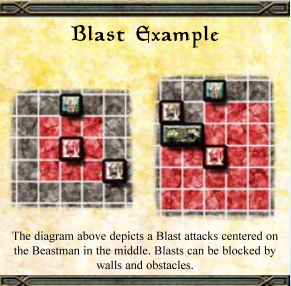 Blast Example
The diagram above depicts a Blast attacks centered on
the Beastman in the middle. Blasts can be blocked by
walls and obstacles.